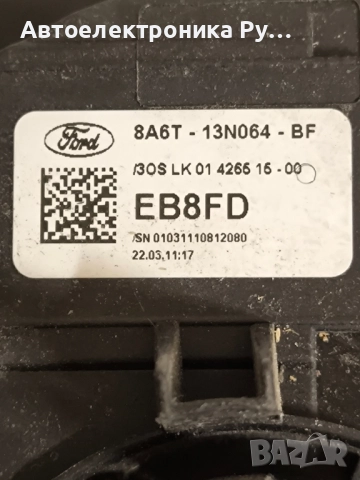 Автоелектроника Ру...
Ford
8A6T - 13N064 - BF
/3OS LK 01 4266 15 - 00
EB8FD
/SN 01031110812080
22.03.11:17
BAZAR